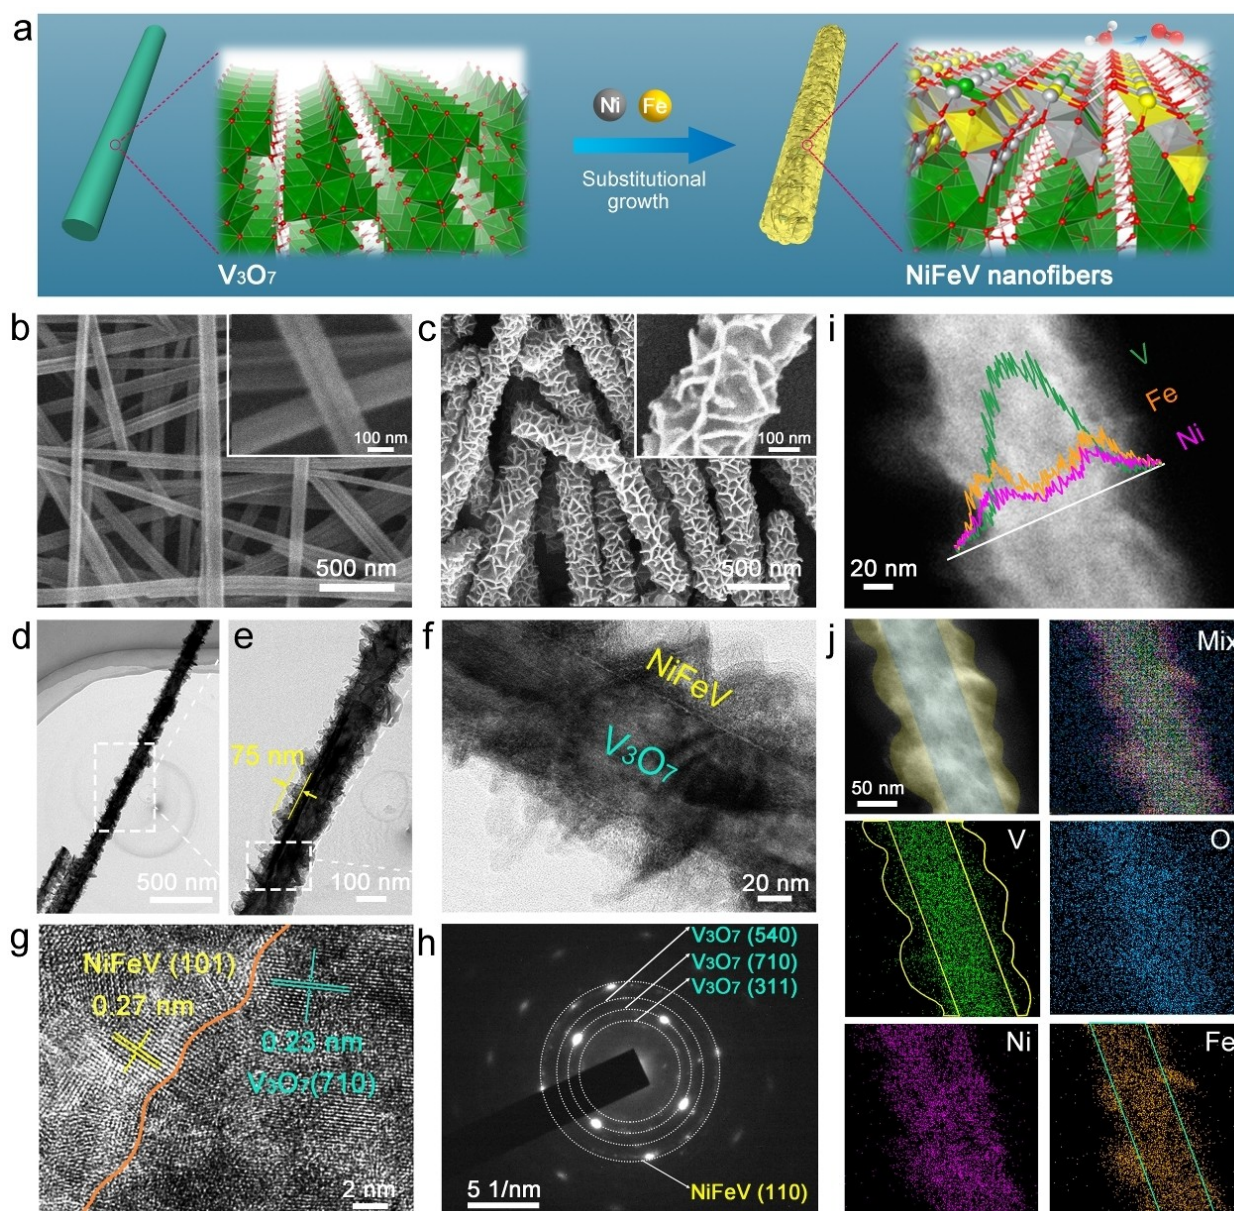 a
Ni Fe
Substitutional
growth
V₃O₇
NiFeV nanofibers
b
100 nm
500 nm
c
100 nm
500 nm
i
V
Fe
Ni
20 nm
d
500 nm
e
75 nm
100 nm
f
NiFeV
V₃O₇
20 nm
j
50 nm
Mix
V
O
Ni
Fe
g
NiFeV (101)
0.27 nm
0.23 nm
V₃O₇(710)
2 nm
h
V₃O₇ (540)
V₃O₇ (710)
V₃O₇ (311)
NiFeV (110)
5 1/nm